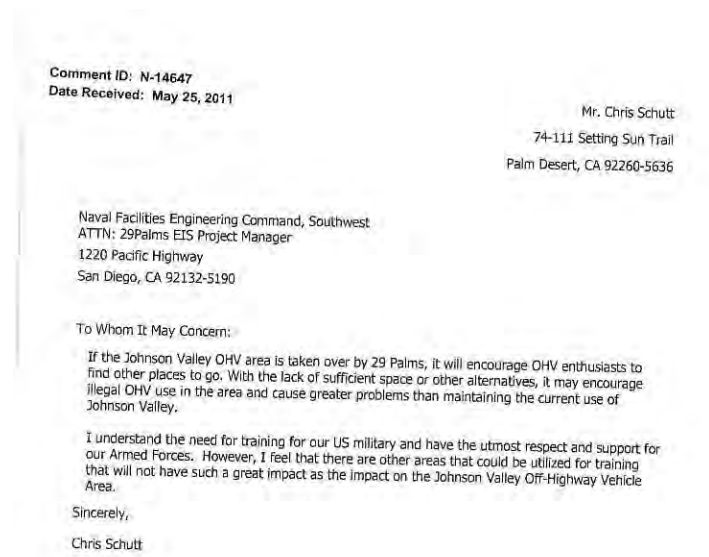 Comment ID: N-14647
Date Received: May 25, 2011
Mr. Chris Schutt
74-111 Setting Sun Trail
Palm Desert, CA 92260-5636
Naval Facilities Engineering Command, Southwest
ATTN: 29Palms EIS Project Manager
1220 Pacific Highway
San Diego, CA 92132-5190
To Whom It May Concern:
If the Johnson Valley OHV area is taken over by 29 Palms, it will encourage OHV enthusiasts to
find other places to go. With the lack of sufficient space or other alternatives, it may encourage
illegal OHV use in the area and cause greater problems than maintaining the current use of
Johnson Valley.
I understand the need for training for our US military and have the utmost respect and support for
our Armed Forces. However, I feel that there are other areas that could be utilized for training
that will not have such a great impact as the impact on the Johnson Valley Off-Highway Vehicle
Area.
Sincerely,
Chris Schutt